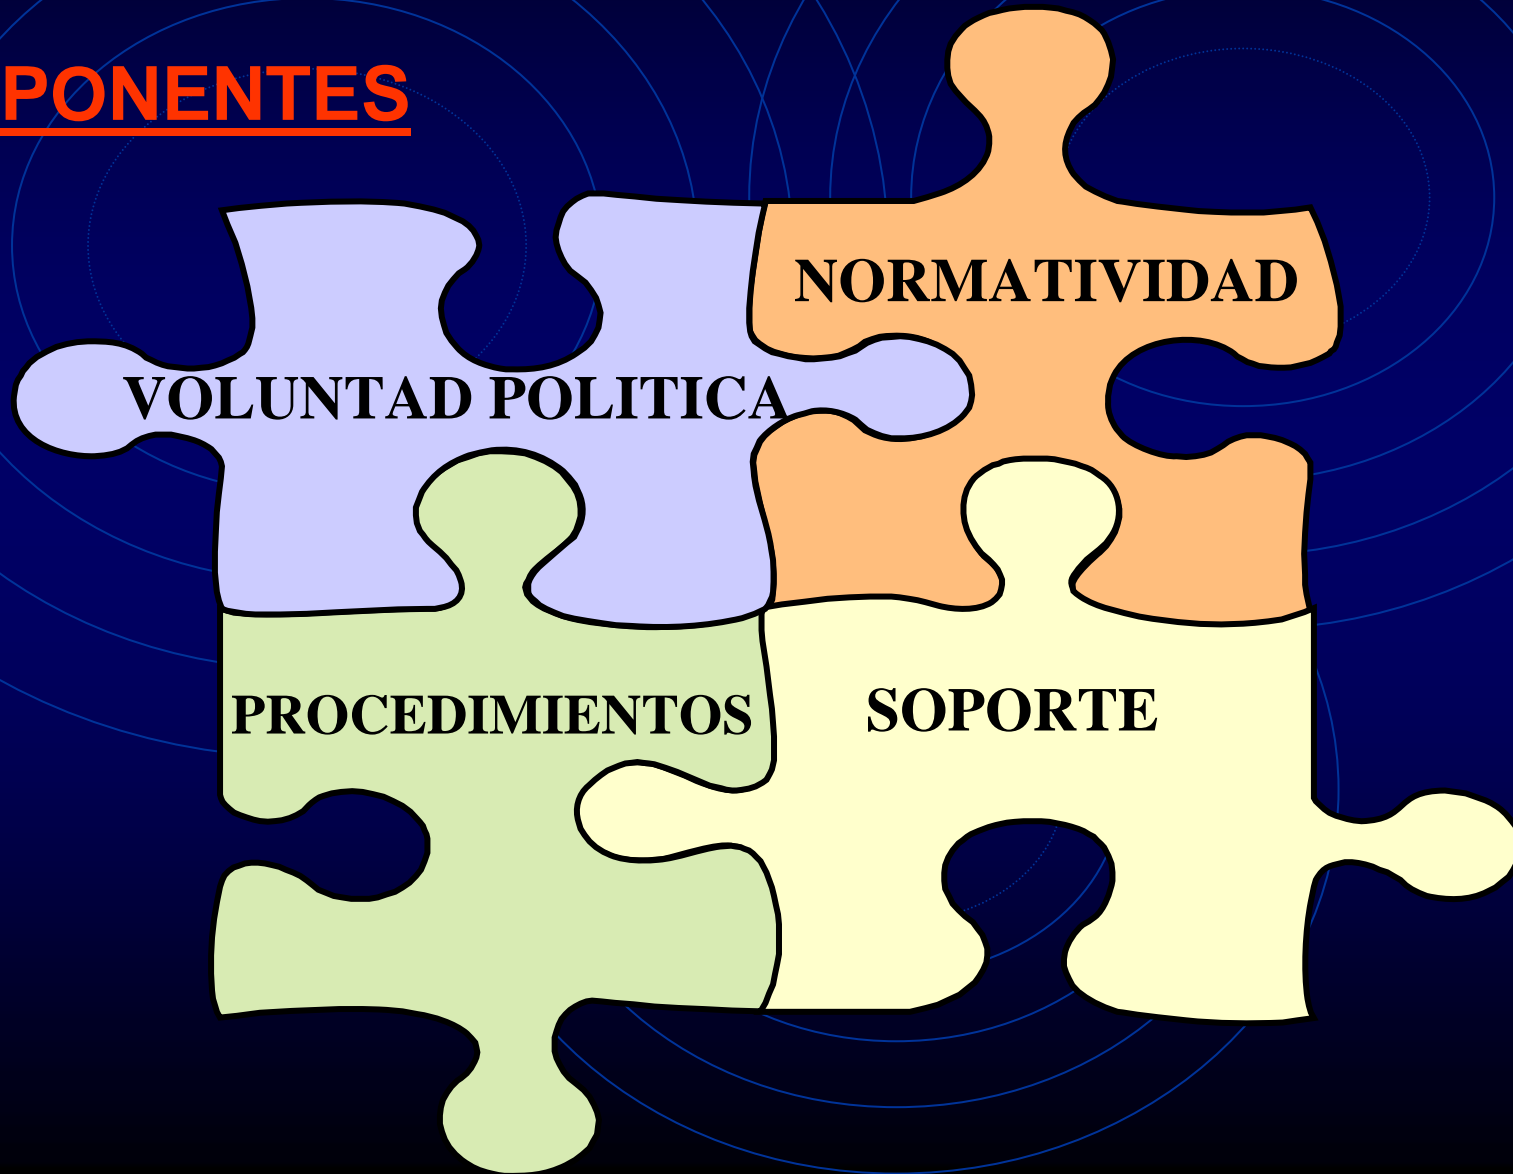 PONENTES
NORMATIVIDAD
VOLUNTAD POLITICA
PROCEDIMIENTOS
SOPORTE